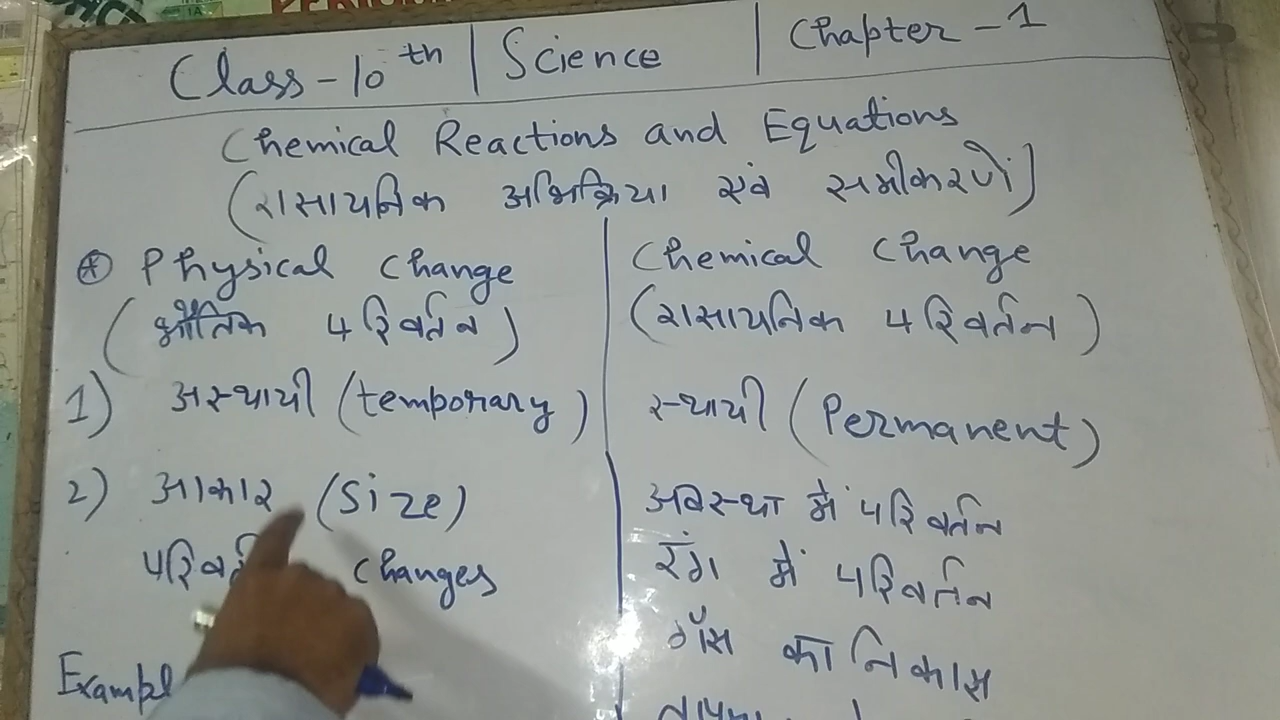 Class-10th | Science | Chapter-1
Chemical Reactions and Equations
(रासायनिक अभिक्रिया एवं समीकरणें)
* Physical Change
(भौतिक परिवर्तन)
1) अस्थायी (temporary)
2) आकार (Size)
Changes
Chemical Change
(रासायनिक परिवर्तन)
स्थायी (Permanent)
अविस्था में परिवर्तन
रंग में परिवर्तन
गैस का निकास